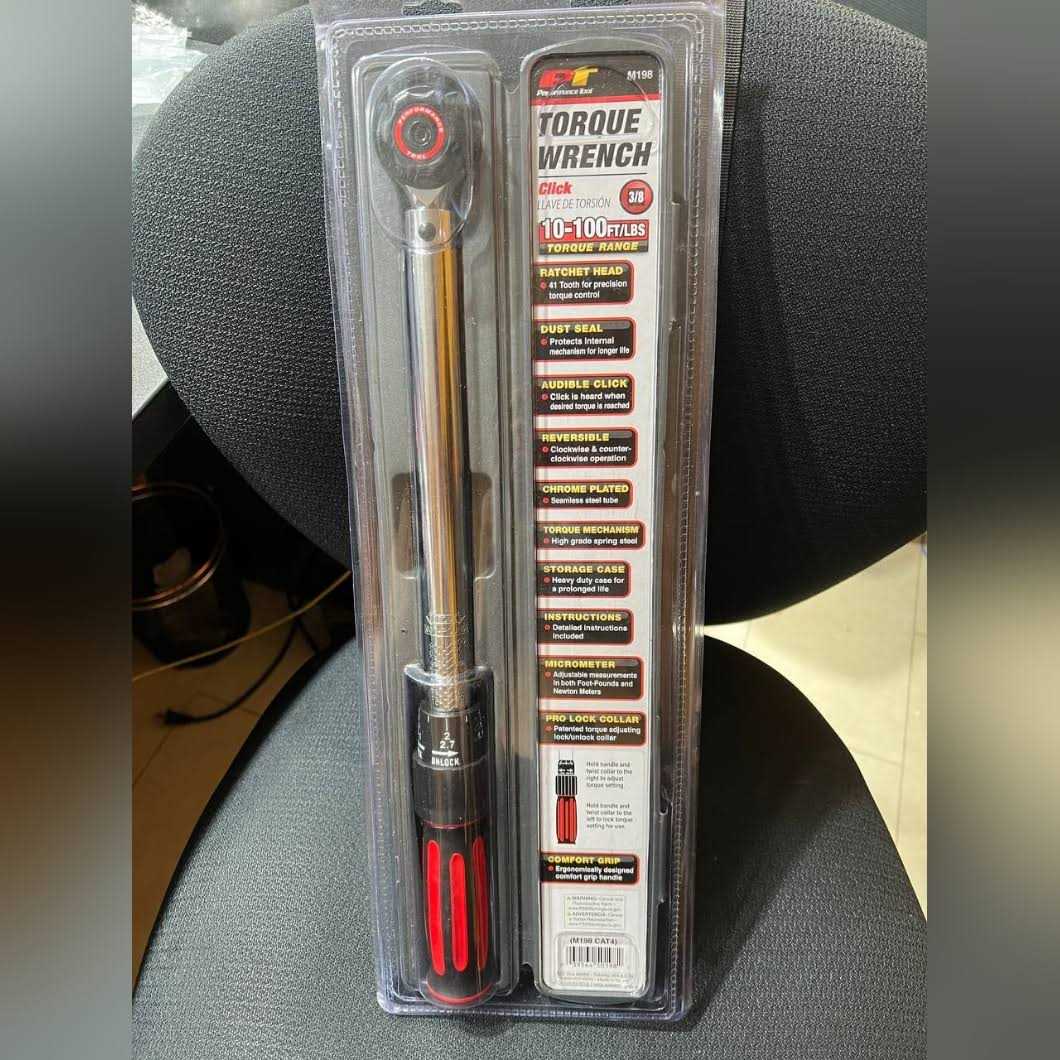 PERFORMANCE
TOOL
2
2.7
UNLOCK
PT
Performance Tool
M198
TORQUE
WRENCH
Click
LLAVE DE TORSIÓN
3/8
10-100 FT/LBS
TORQUE RANGE
RATCHET HEAD
41 Tooth for precision
torque control
DUST SEAL
Protects Internal
mechanism for longer life
AUDIBLE CLICK
Click is heard when
desired torque is reached
REVERSIBLE
Clockwise & counter-
clockwise operation
CHROME PLATED
Seamless steel tube
TORQUE MECHANISM
High grade spring steel
STORAGE CASE
Heavy duty case for
a prolonged life
INSTRUCTIONS
Detailed Instructions
Included
MICROMETER
Adjustable measurements
in both Foot-Pounds and
Newton Meters
PRO LOCK COLLAR
Patented torque adjusting
lock/unlock collar
Hold handle and
twist collar to the
right to adjust
torque setting
Hold handle and
twist collar to the
left to lock torque
setting for use.
COMFORT GRIP
Ergonomically designed
comfort grip handle
WARNING:
ADVERTENCIA:
(M198 CAT4)